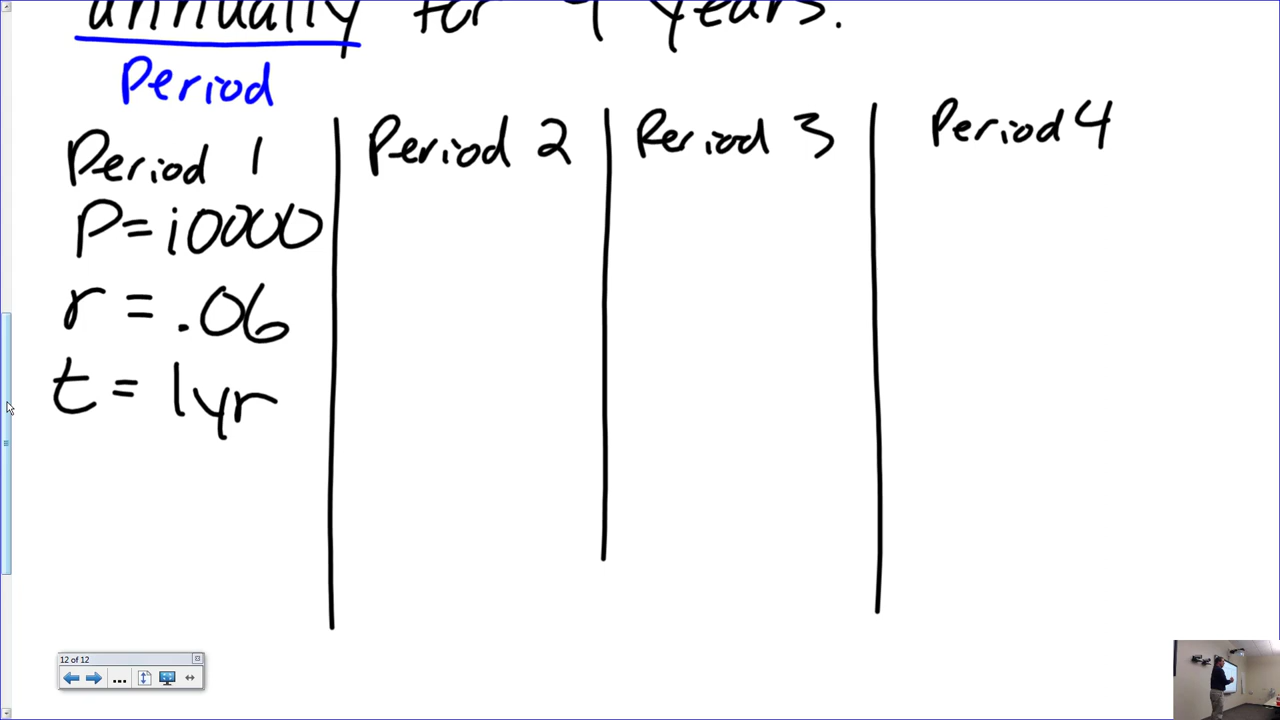 annually for 4 years.
Period
Period 1
P=10000
r = .06
t = 1yr
Period 2
Period 3
Period 4
12 of 12
...